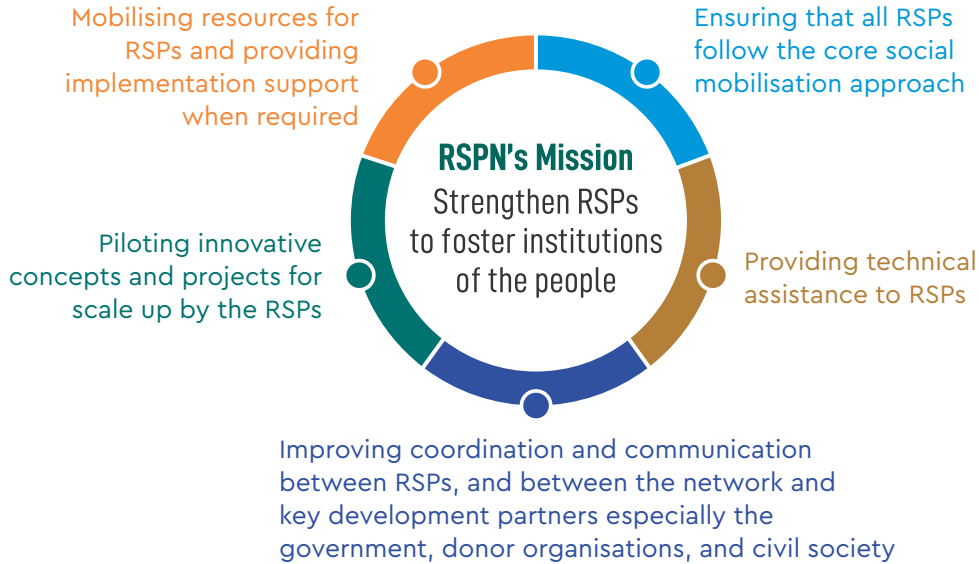 Mobilising resources for
RSPs and providing
implementation support
when required
Ensuring that all RSPs
follow the core social
mobilisation approach
RSPN's Mission
Strengthen RSPs
to foster institutions
of the people
Piloting innovative
concepts and projects for
scale up by the RSPs
Providing technical
assistance to RSPs
Improving coordination and communication
between RSPs, and between the network and
key development partners especially the
government, donor organisations, and civil society